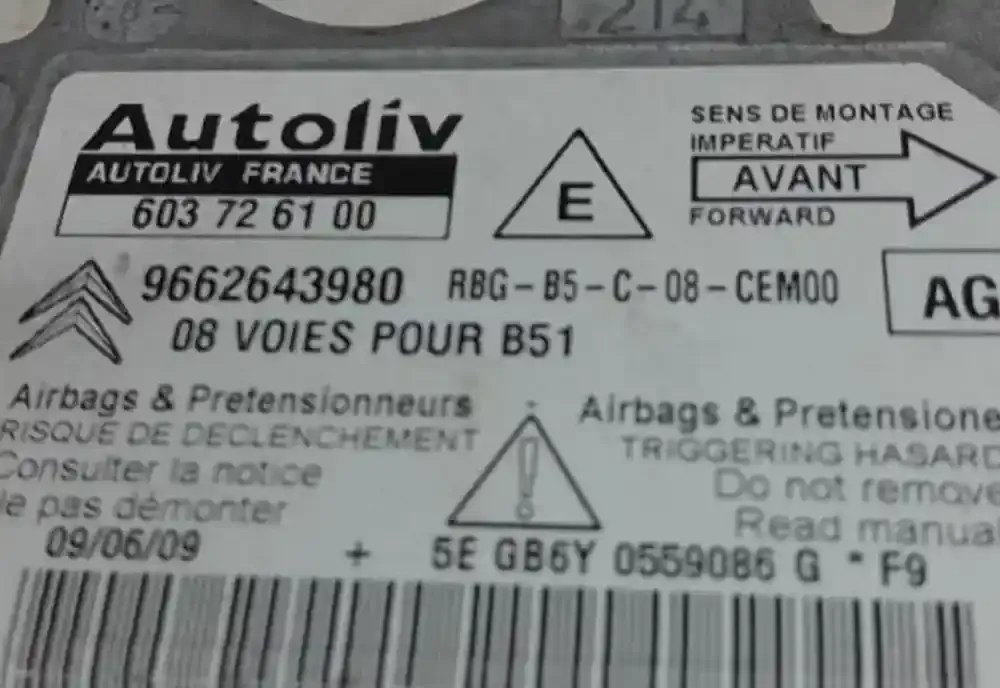 .214
Autoliv
AUTOLIV FRANCE
603 72 61 00
E
SENS DE MONTAGE
IMPERATIF
AVANT
FORWARD
9662643980 RBG-B5-C-08-CEM00
AG
08 VOIES POUR B51
Airbags & Pretensionneurs
RISQUE DE DECLENCHEMENT
Consulter la notice
pas démonter
Airbags & Pretensione
TRIGGERING HASARD
Do not remove
Read manua
!
09/06/09 + 5E GB6Y 0559086 G * F9